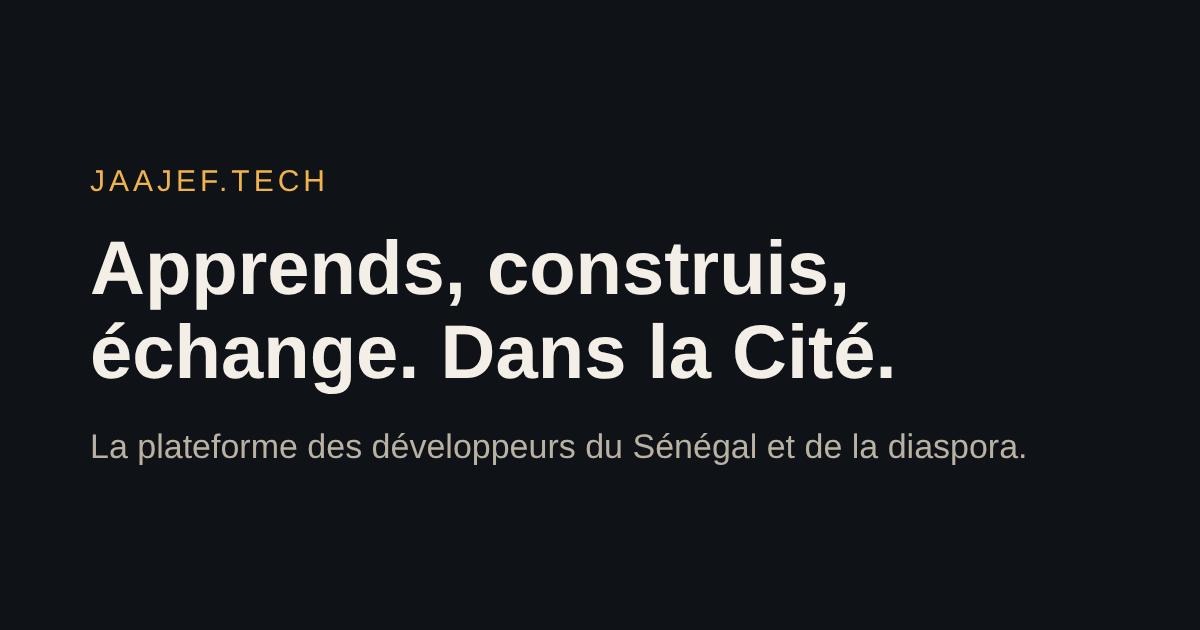 JAAJEF.TECH
Apprends, construis,
échange. Dans la Cité.
La plateforme des développeurs du Sénégal et de la diaspora.